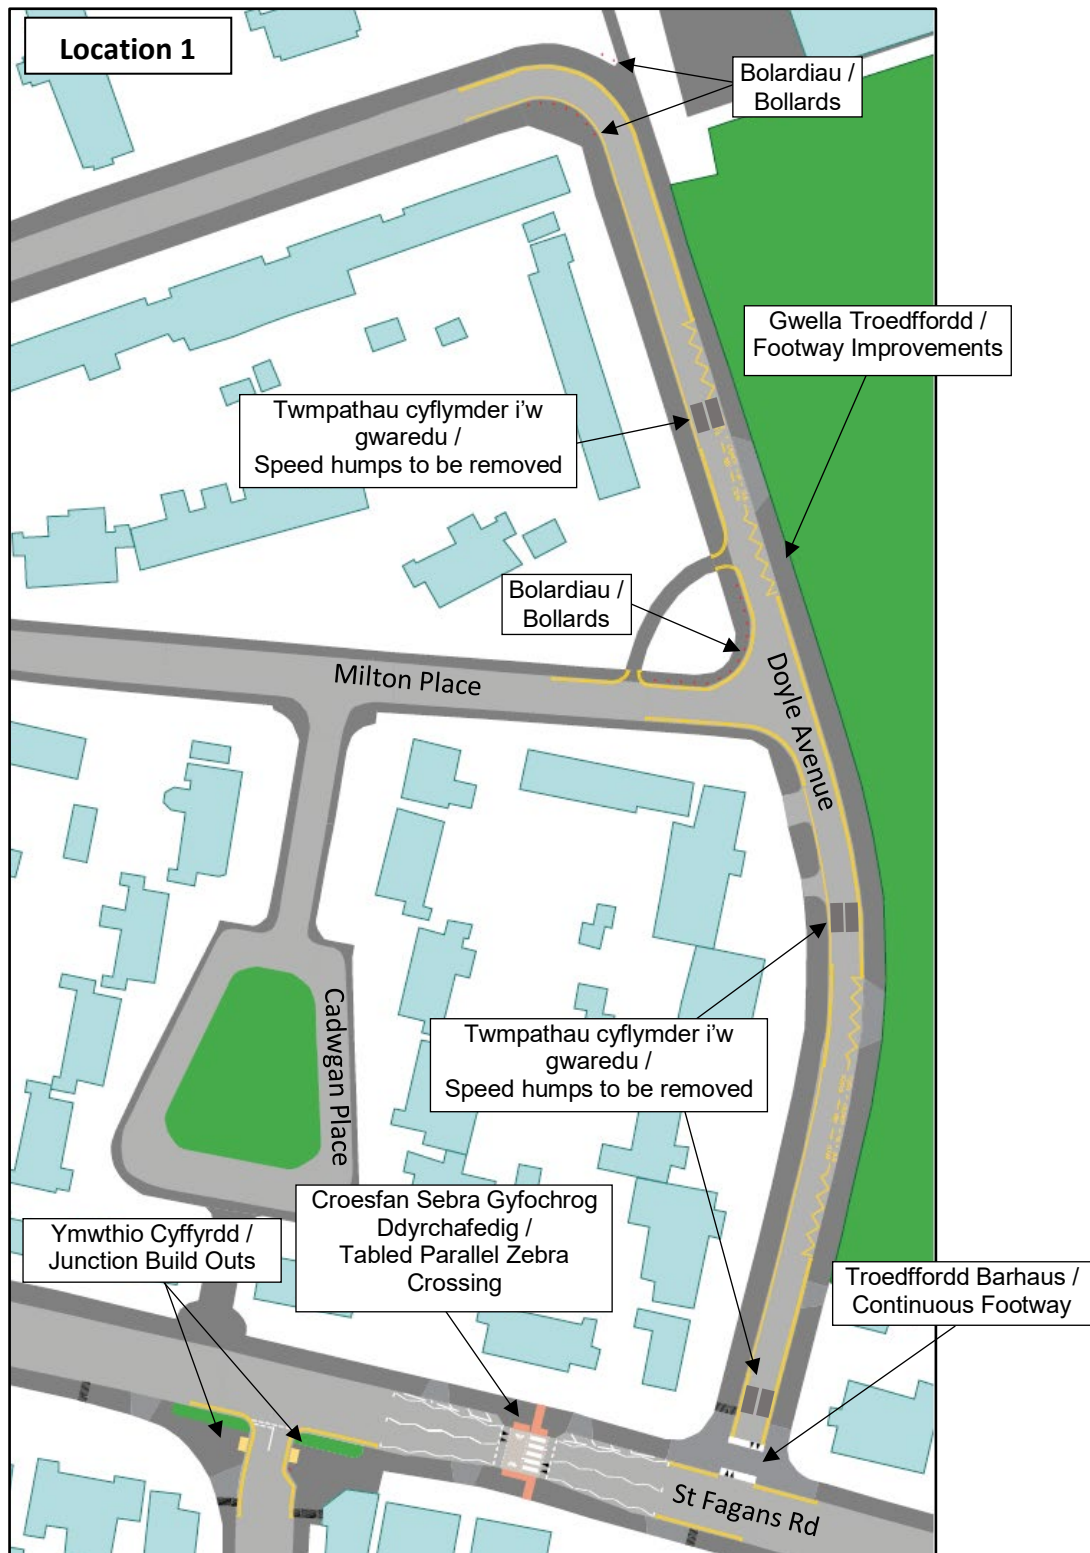 Location 1
Bolardiau /
Bollards
Gwella Troedffordd /
Footway Improvements
Twmpathau cyflymder i'w
gwaredu /
Speed humps to be removed
Bolardiau /
Bollards
Milton Place
Doyle Avenue
Cadwgan Place
Twmpathau cyflymder i'w
gwaredu /
Speed humps to be removed
Croesfan Sebra Gyfochrog
Ddyrchafedig /
Tabled Parallel Zebra
Crossing
Ymwthio Cyffyrdd /
Junction Build Outs
Troedffordd Barhaus /
Continuous Footway
St Fagans Rd